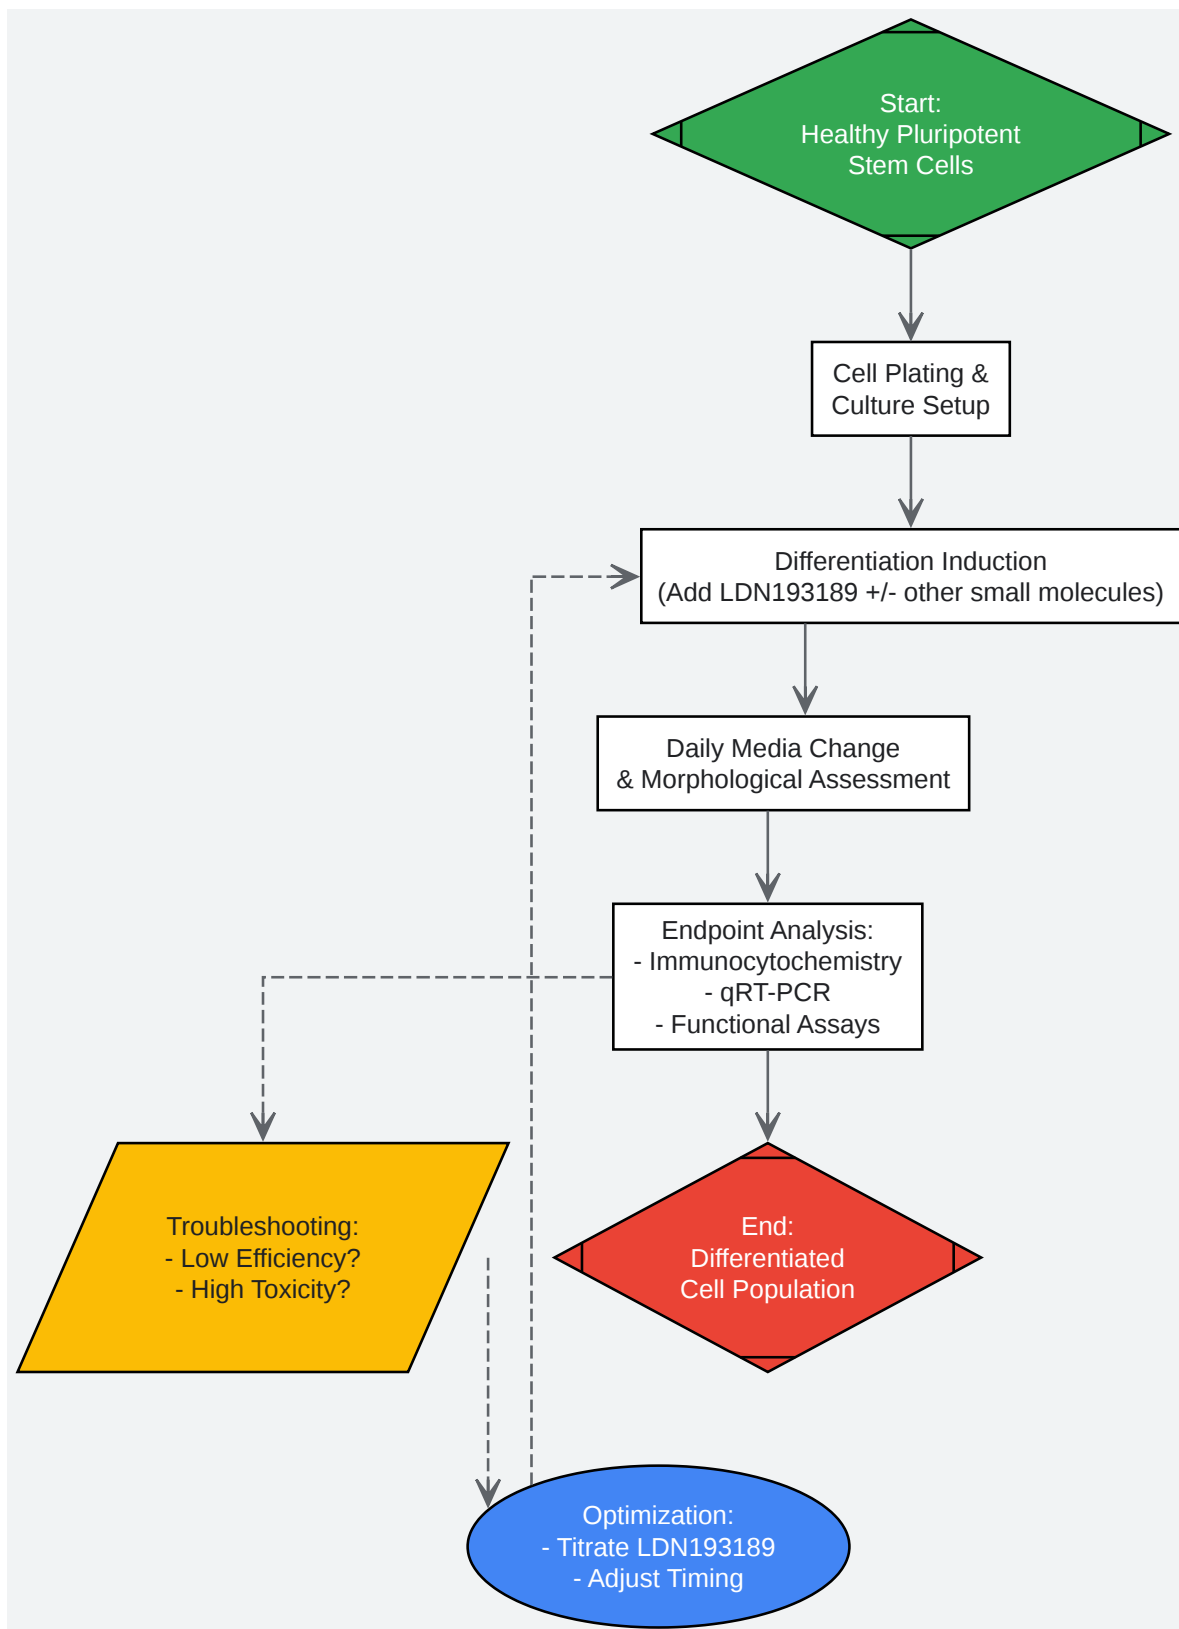 Start:
Healthy Pluripotent
Stem Cells
Cell Plating &
Culture Setup
Differentiation Induction
(Add LDN193189 +/- other small molecules)
Daily Media Change
& Morphological Assessment
Endpoint Analysis:
- Immunocytochemistry
- qRT-PCR
- Functional Assays
Troubleshooting:
- Low Efficiency?
- High Toxicity?
End:
Differentiated
Cell Population
Optimization:
- Titrate LDN193189
- Adjust Timing